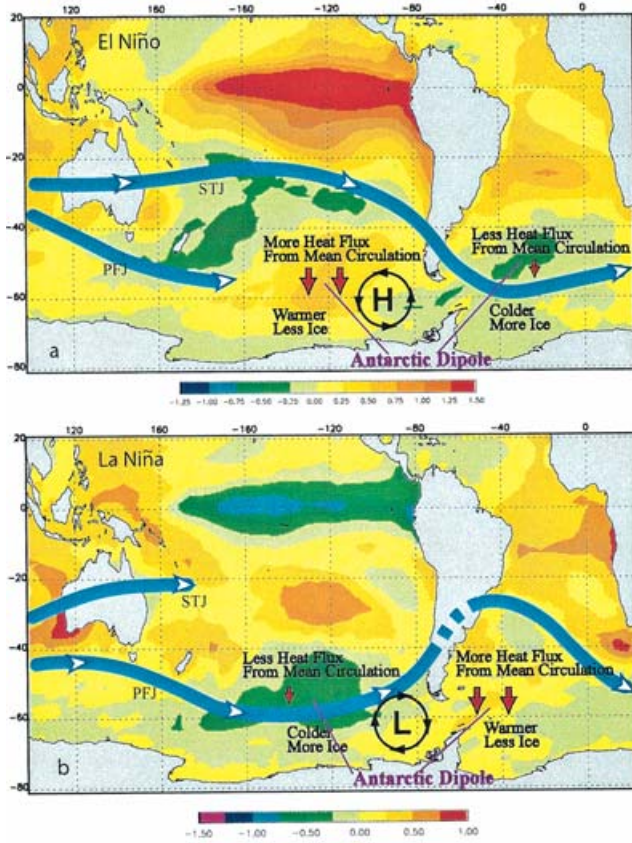 120 160 -160 -120 -80 -40 0
20
El Niño
0
-20
STJ
-40
Less Heat Flux
From Mean Circulation
More Heat Flux
From Mean Circulation
PFJ
-60
H
Warmer
Less Ice
Colder
More Ice
Antarctic Dipole
-80
a
-1.25 -1.00 -0.75 -0.50 -0.25 0.00 0.25 0.50 0.75 1.00 1.25 1.50
120 160 -160 -120 -80 -40 0
20
La Niña
0
-20
STJ
-40
Less Heat Flux
From Mean Circulation
More Heat Flux
From Mean Circulation
PFJ
-60
L
Colder
More Ice
Warmer
Less Ice
Antarctic Dipole
-80
b
-1.50 -1.00 -0.50 0.00 0.50 1.00